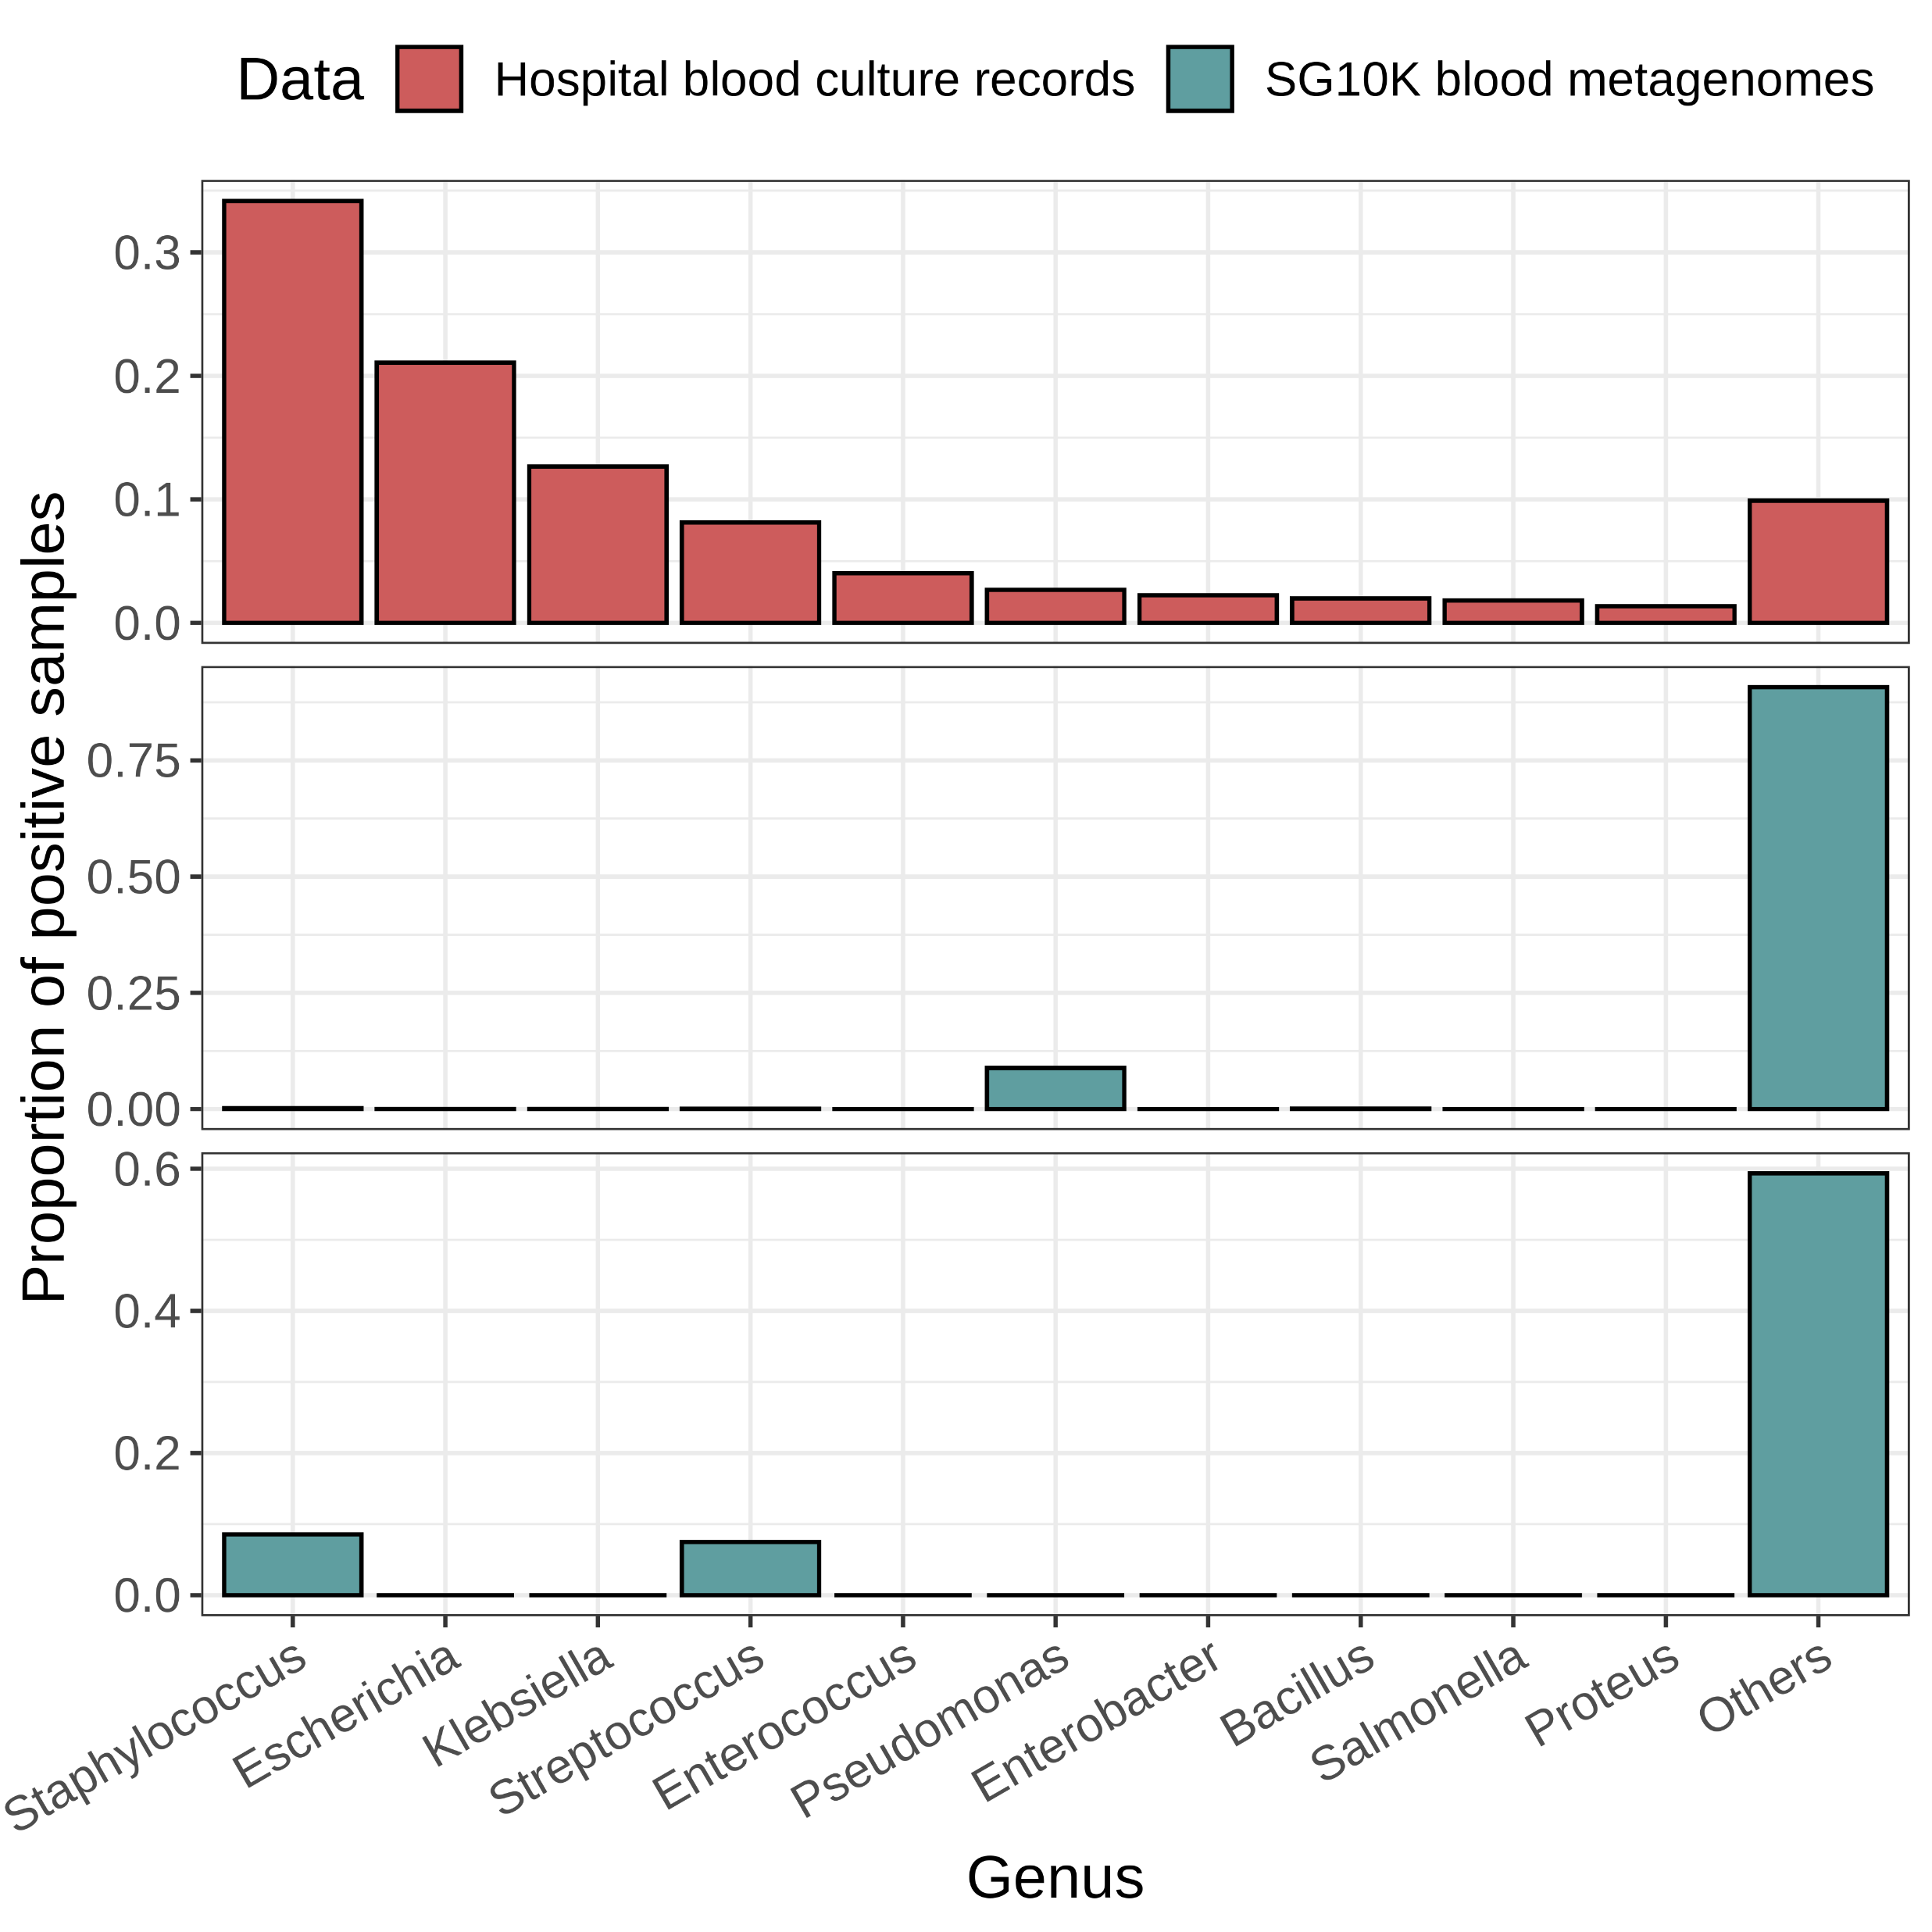 Data
Hospital blood culture records
SG10K blood metagenomes
Proportion of positive samples
0.3
0.2
0.1
0.0
0.75
0.50
0.25
0.00
0.6
0.4
0.2
0.0
Staphylococcus
Escherichia
Klebsiella
Streptococcus
Enterococcus
Pseudomonas
Enterobacter
Bacillus
Salmonella
Proteus
Others
Genus